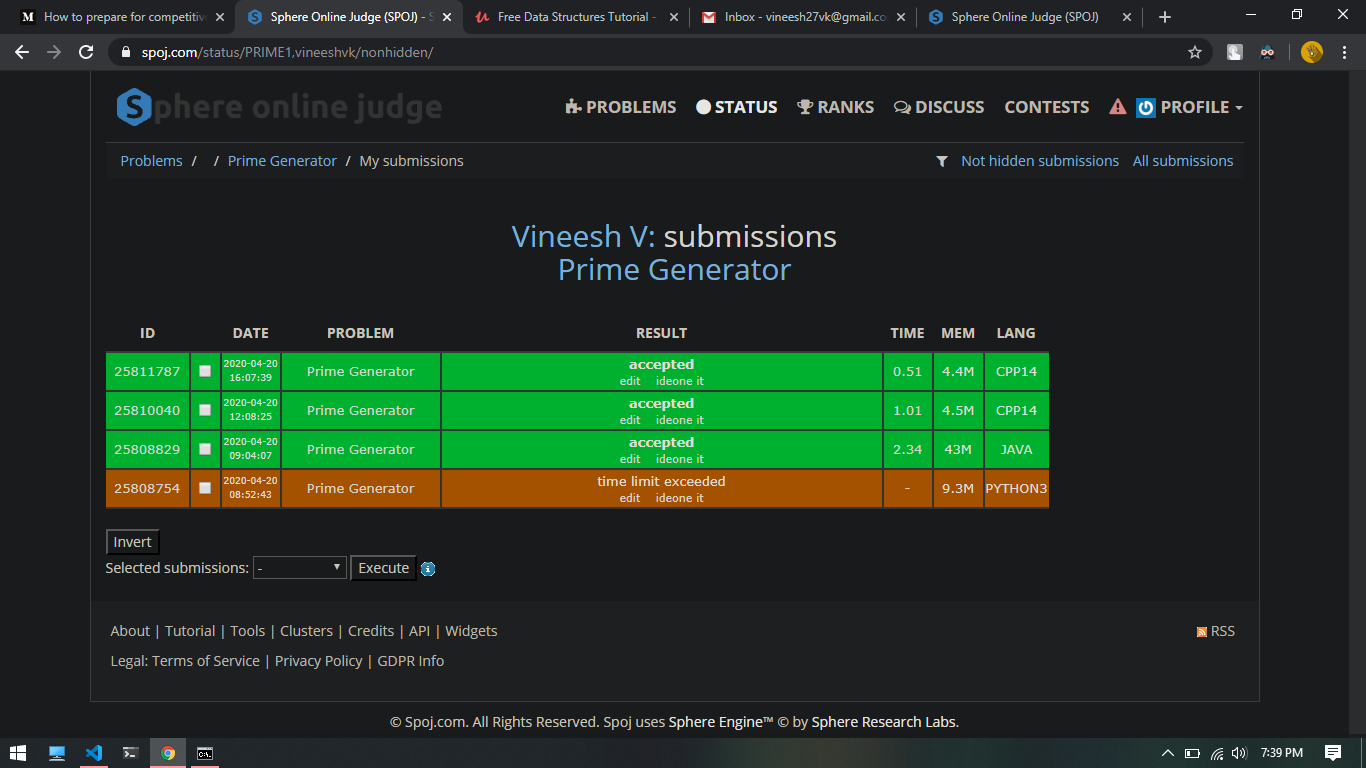 How to prepare for competitiv
Sphere Online Judge (SPOJ) - S
Free Data Structures Tutorial -
Inbox - vineesh27vk@gmail.co
Sphere Online Judge (SPOJ)
spoj.com/status/PRIME1,vineeshvk/nonhidden/
Sphere online judge
PROBLEMS STATUS RANKS DISCUSS CONTESTS PROFILE
Problems / / Prime Generator / My submissions
Not hidden submissions All submissions
Vineesh V: submissions
Prime Generator
ID DATE PROBLEM RESULT TIME MEM LANG
25811787 2020-04-20 16:07:39 Prime Generator accepted edit ideone it 0.51 4.4M CPP14
25810040 2020-04-20 12:08:25 Prime Generator accepted edit ideone it 1.01 4.5M CPP14
25808829 2020-04-20 09:04:07 Prime Generator accepted edit ideone it 2.34 43M JAVA
25808754 2020-04-20 08:52:43 Prime Generator time limit exceeded edit ideone it - 9.3M PYTHON3
Invert
Selected submissions: - Execute
About | Tutorial | Tools | Clusters | Credits | API | Widgets
RSS
Legal: Terms of Service | Privacy Policy | GDPR Info
© Spoj.com. All Rights Reserved. Spoj uses Sphere Engine™ © by Sphere Research Labs.
7:39 PM